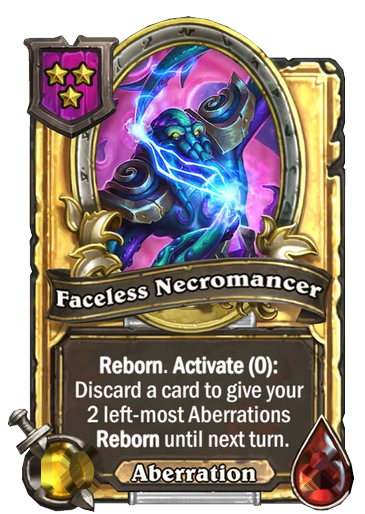 Faceless Necromancer
Reborn. Activate (0):
Discard a card to give your
2 left-most Aberrations
Reborn until next turn.
Aberration